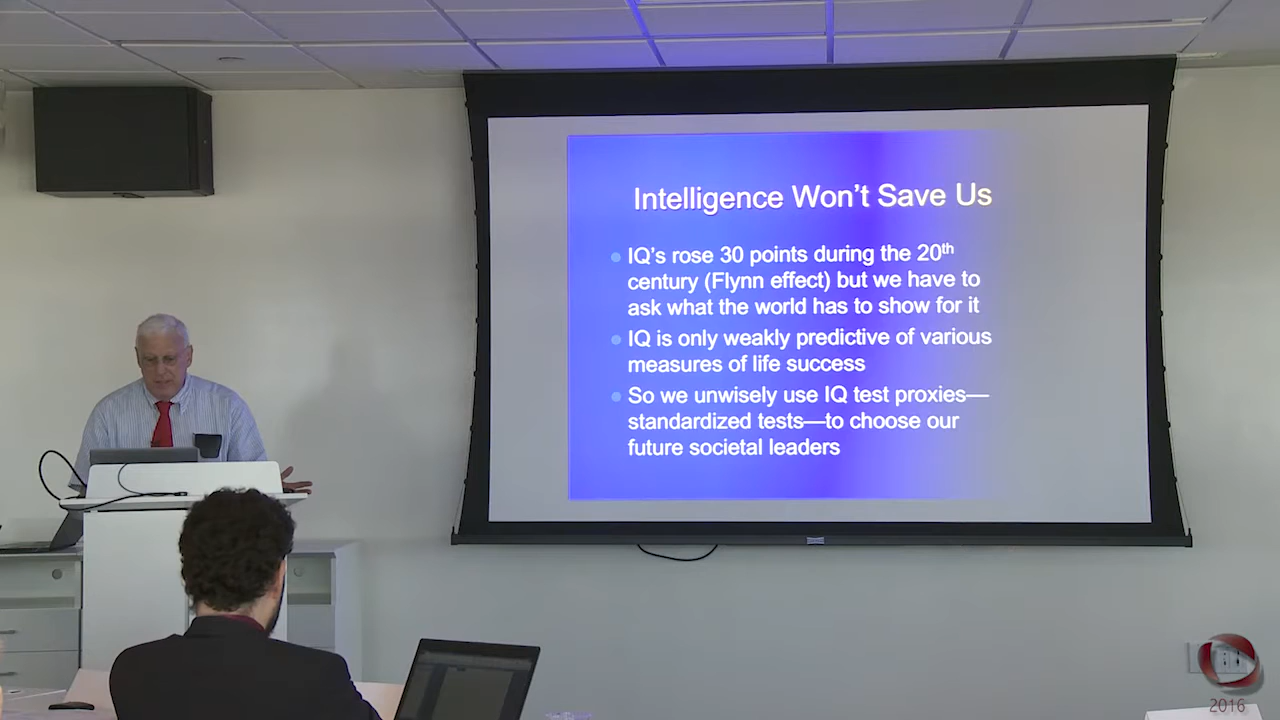 Intelligence Won't Save Us
IQ's rose 30 points during the 20th
century (Flynn effect) but we have to
ask what the world has to show for it
IQ is only weakly predictive of various
measures of life success
So we unwisely use IQ test proxies—
standardized tests—to choose our
future societal leaders
2016